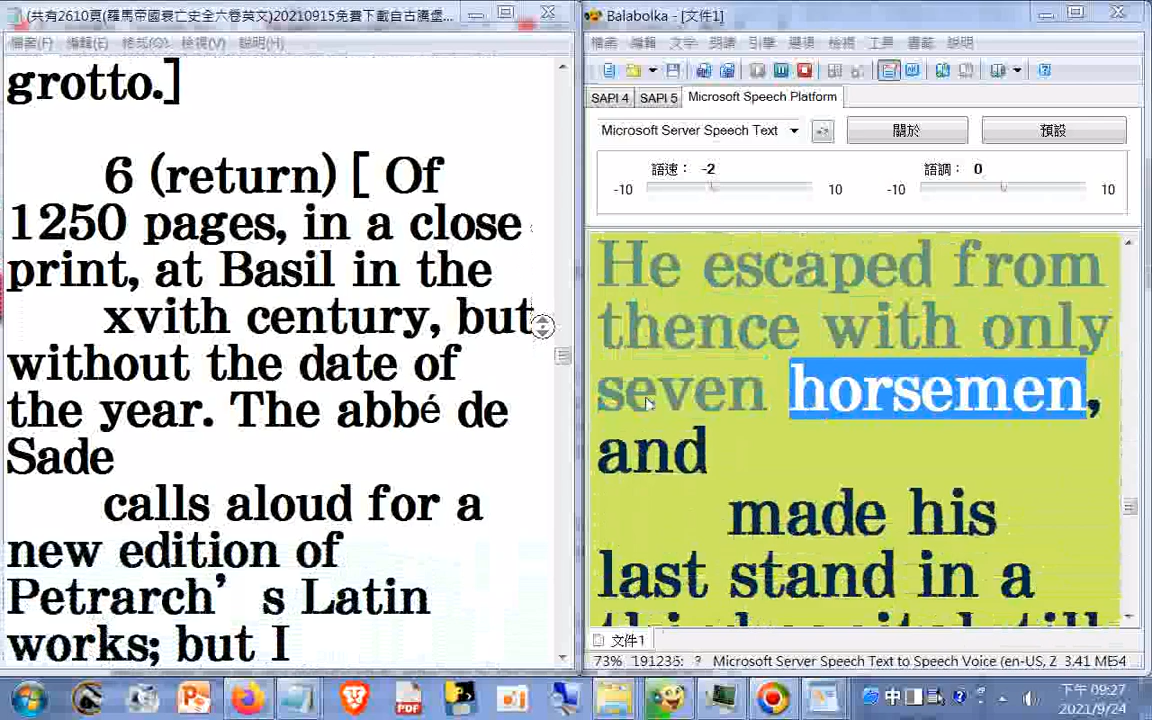 (共有2610頁(羅馬帝國衰亡史全六卷英文)20210915免費下載自古騰堡...
檔案(F) 編輯(E) 格式(O) 檢視(V) 說明(H)
grotto.]
6 (return) [ Of
1250 pages, in a close
print, at Basil in the
xvith century, but
without the date of
the year. The abbé de
Sade
calls aloud for a
new edition of
Petrarch’s Latin
works; but I
Balabolka - [文件1]
檔案 編輯 文字 朗讀 引擎 選項 檢視 工具 書籤 說明
SAPI 4 SAPI 5 Microsoft Speech Platform
Microsoft Server Speech Text 關於 預設
語速： -2 語調： 0
-10 10 -10 10
He escaped from
thence with only
seven horsemen,
and
made his
last stand in a
third capital still
文件1
73% 191235: ? Microsoft Server Speech Text to Speech Voice (en-US, Z 3.41 ME54
中
下午 09:27
2021/9/24